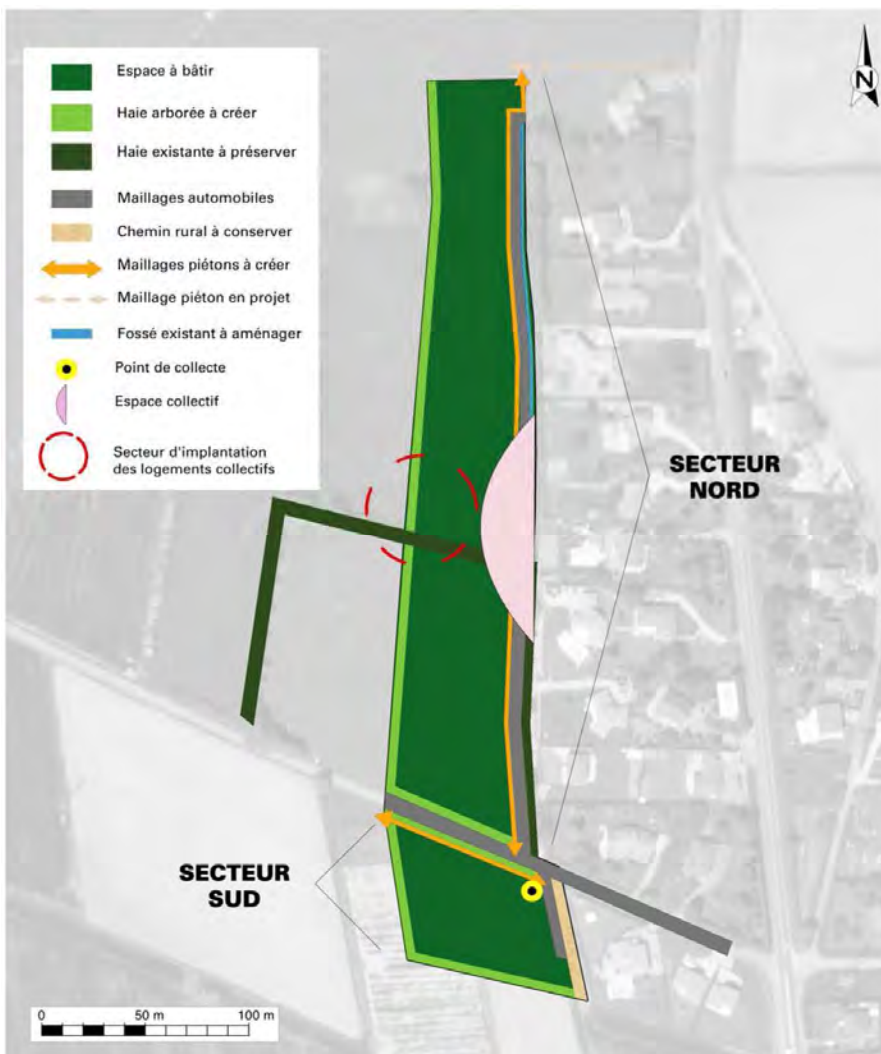 N
Espace à bâtir
Haie arborée à créer
Haie existante à préserver
Maillages automobiles
Chemin rural à conserver
Maillages piétons à créer
Maillage piéton en projet
Fossé existant à aménager
Point de collecte
Espace collectif
Secteur d'implantation
des logements collectifs
SECTEUR
NORD
SECTEUR
SUD
0 50 m 100 m